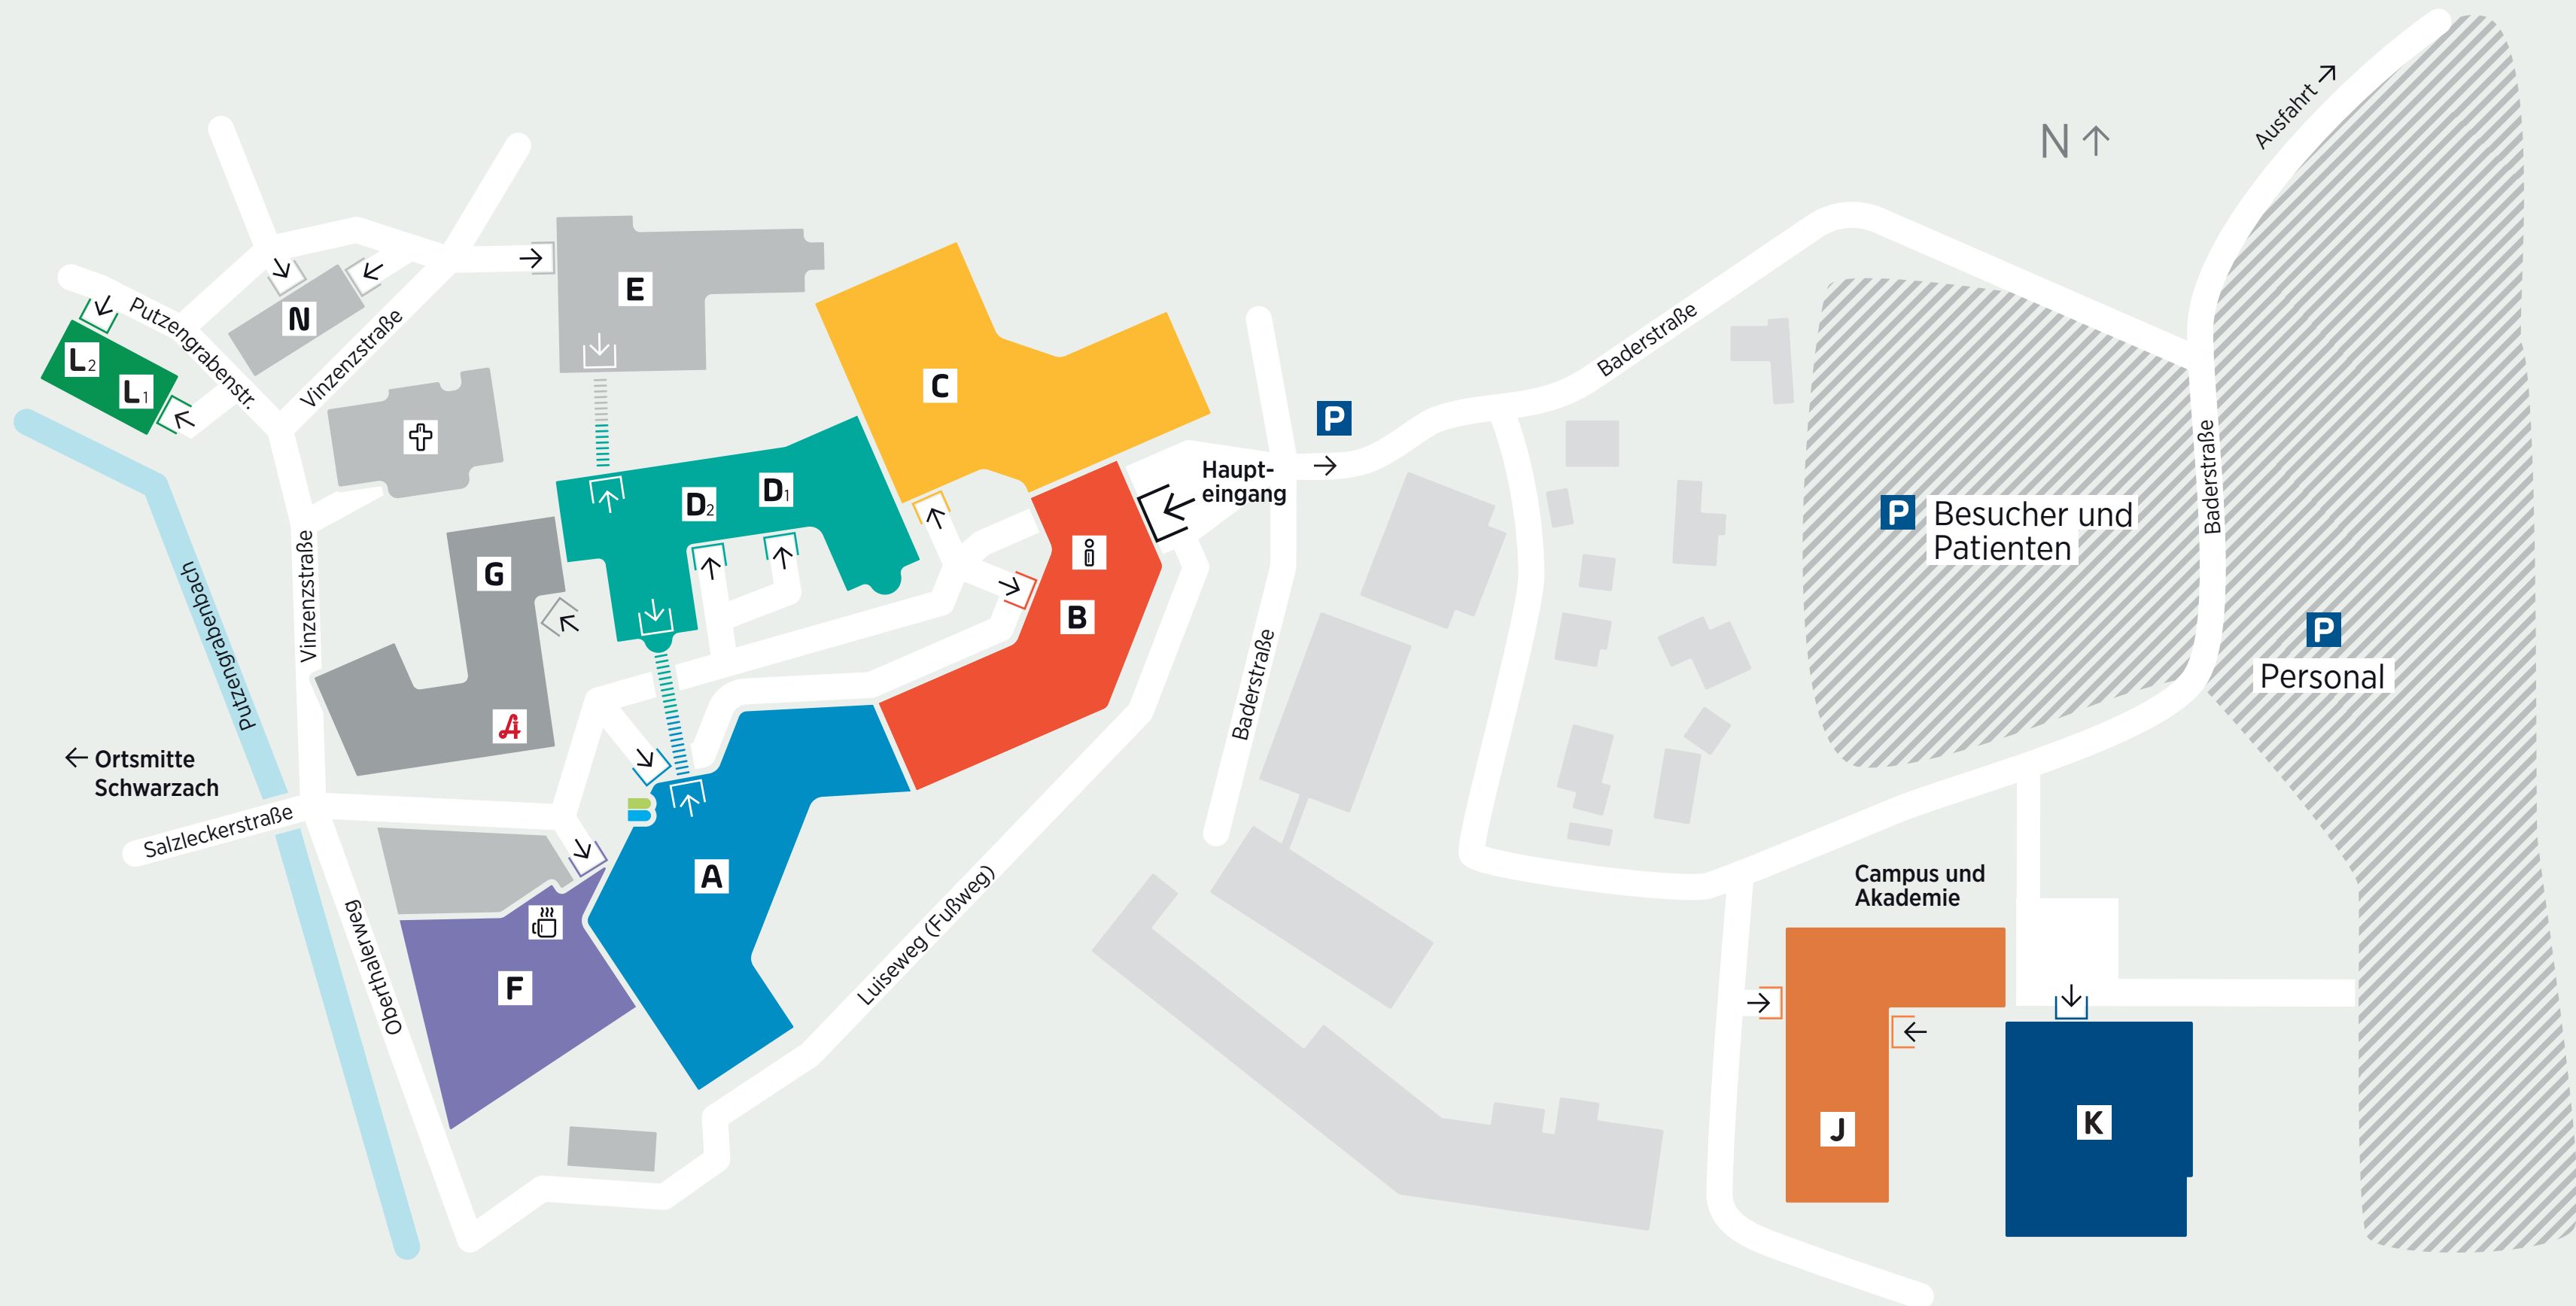 Ausfahrt
N
Putzengrabenstr.
N
Vinzenzstraße
E
L2
L1
C
Baderstraße
P
Haupt-
eingang
D2
D1
P
Besucher und
Patienten
Baderstraße
G
B
Vinzenzstraße
Putzengrabenbach
Baderstraße
P
Personal
A
Ortsmitte
Schwarzach
Salzleckerstraße
A
Campus und
Akademie
Luiseweg (Fußweg)
Oberthalerweg
F
J
K